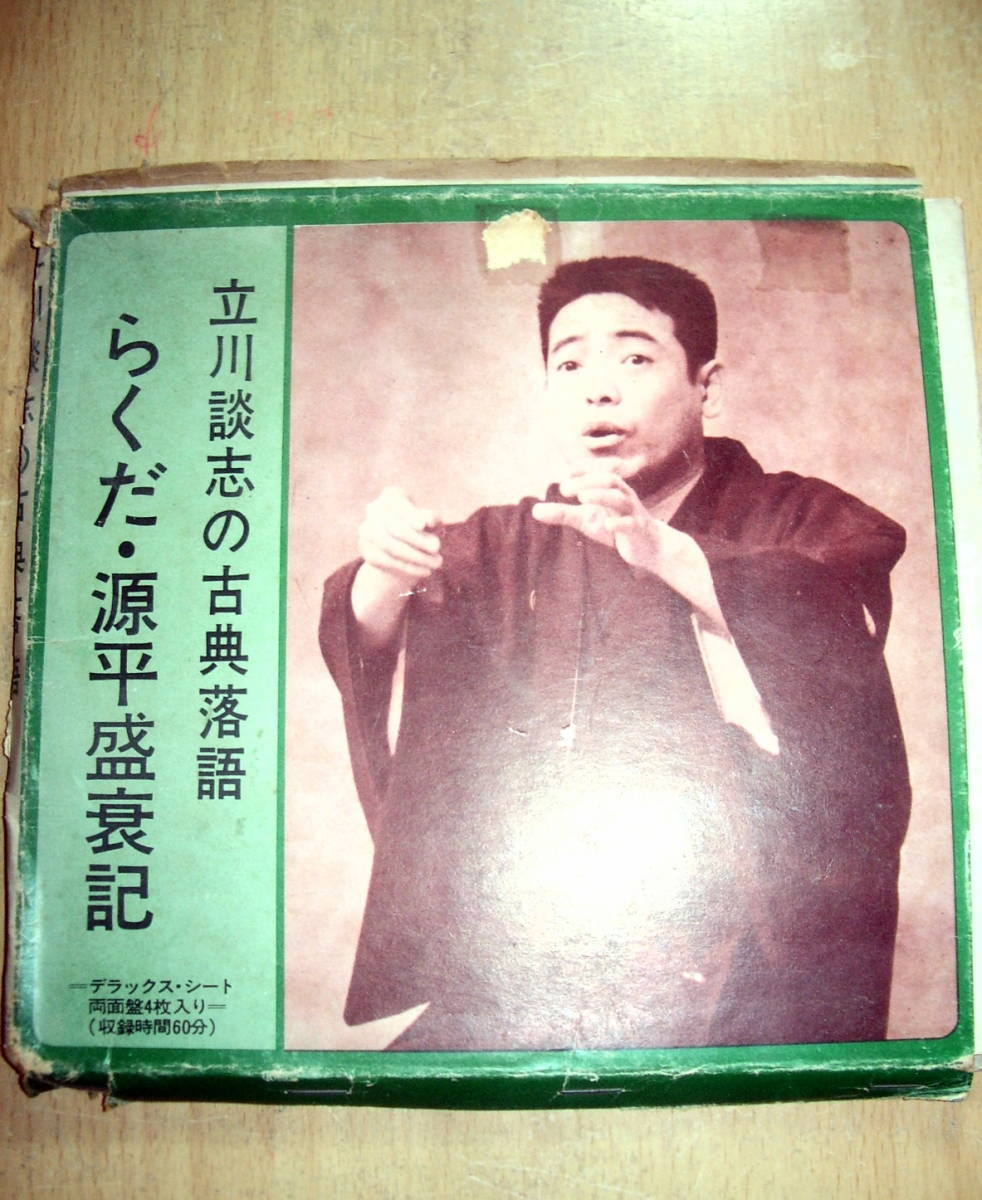 立川談志の古典落語
らくだ・源平盛衰記
=デラックス・シート
両面盤4枚入り=
(収録時間60分)